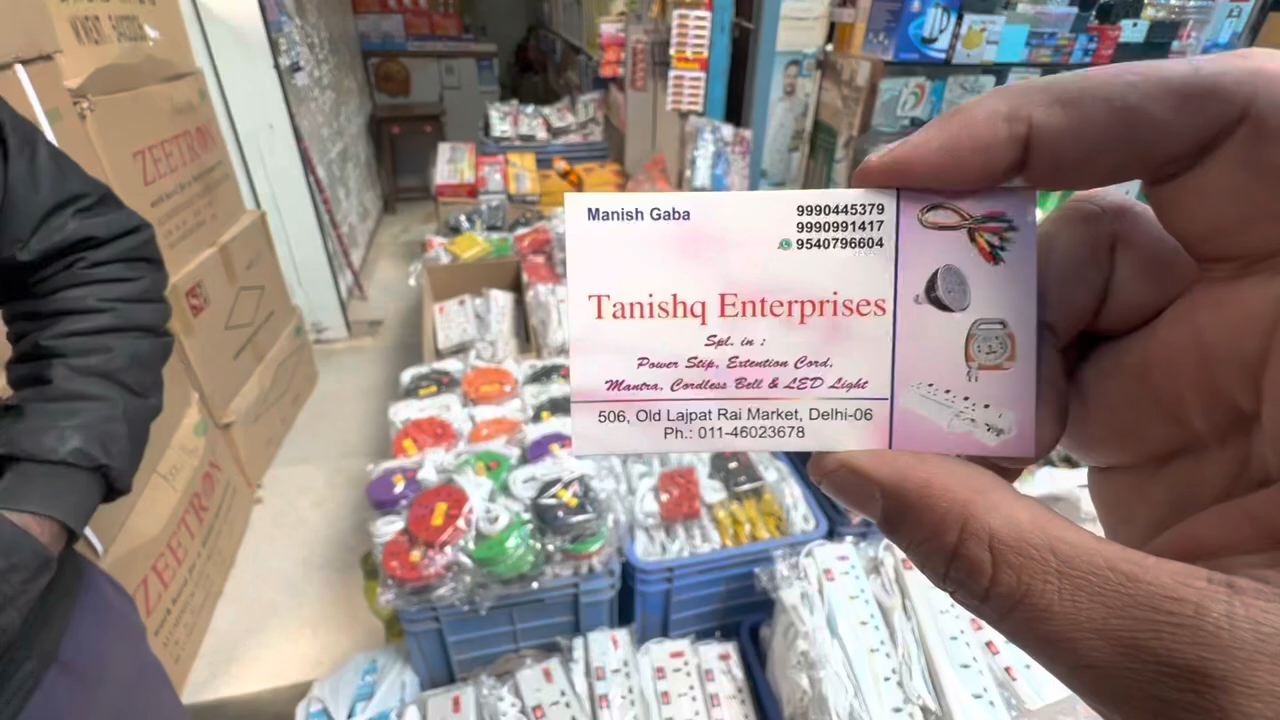 ZEETRON
ZEETRON
Manish Gaba
9990445379
9990991417
9540796604
Tanishq Enterprises
Spl. in :
Power Stip, Extention Cord,
Mantra, Cordless Bell & LED Light
506, Old Lajpat Rai Market, Delhi-06
Ph.: 011-46023678